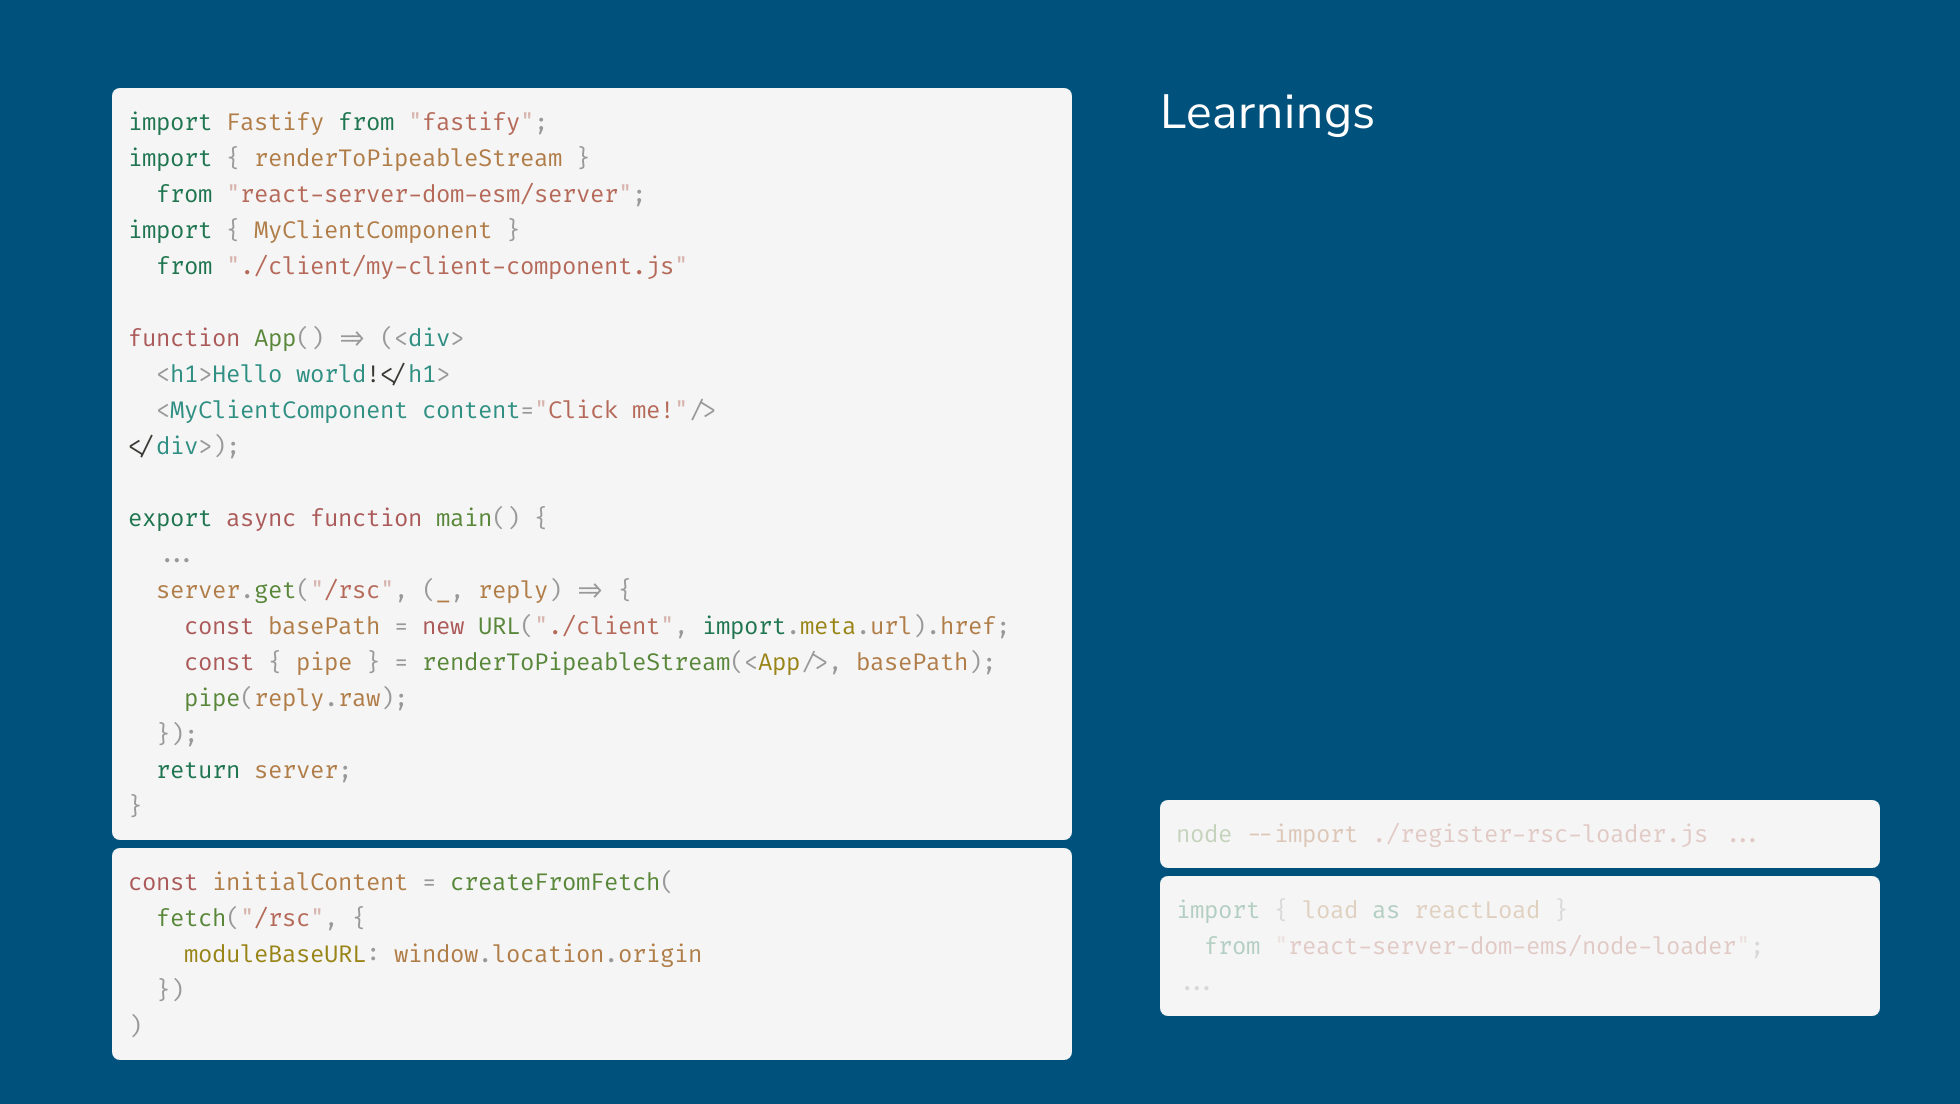 import Fastify from "fastify";
import { renderToPipeableStream }
  from "react-server-dom-esm/server";
import { MyClientComponent }
  from "./client/my-client-component.js"

function App() => (<div>
  <h1>Hello world!</h1>
  <MyClientComponent content="Click me!"/>
</div>);

export async function main() {
  ...
  server.get("/rsc", (_, reply) => {
    const basePath = new URL("./client", import.meta.url).href;
    const { pipe } = renderToPipeableStream(<App/>, basePath);
    pipe(reply.raw);
  });
  return server;
}
const initialContent = createFromFetch(
  fetch("/rsc", {
    moduleBaseURL: window.location.origin
  })
)
Learnings
node --import ./register-rsc-loader.js ...
import { load as reactLoad }
  from "react-server-dom-ems/node-loader";
...